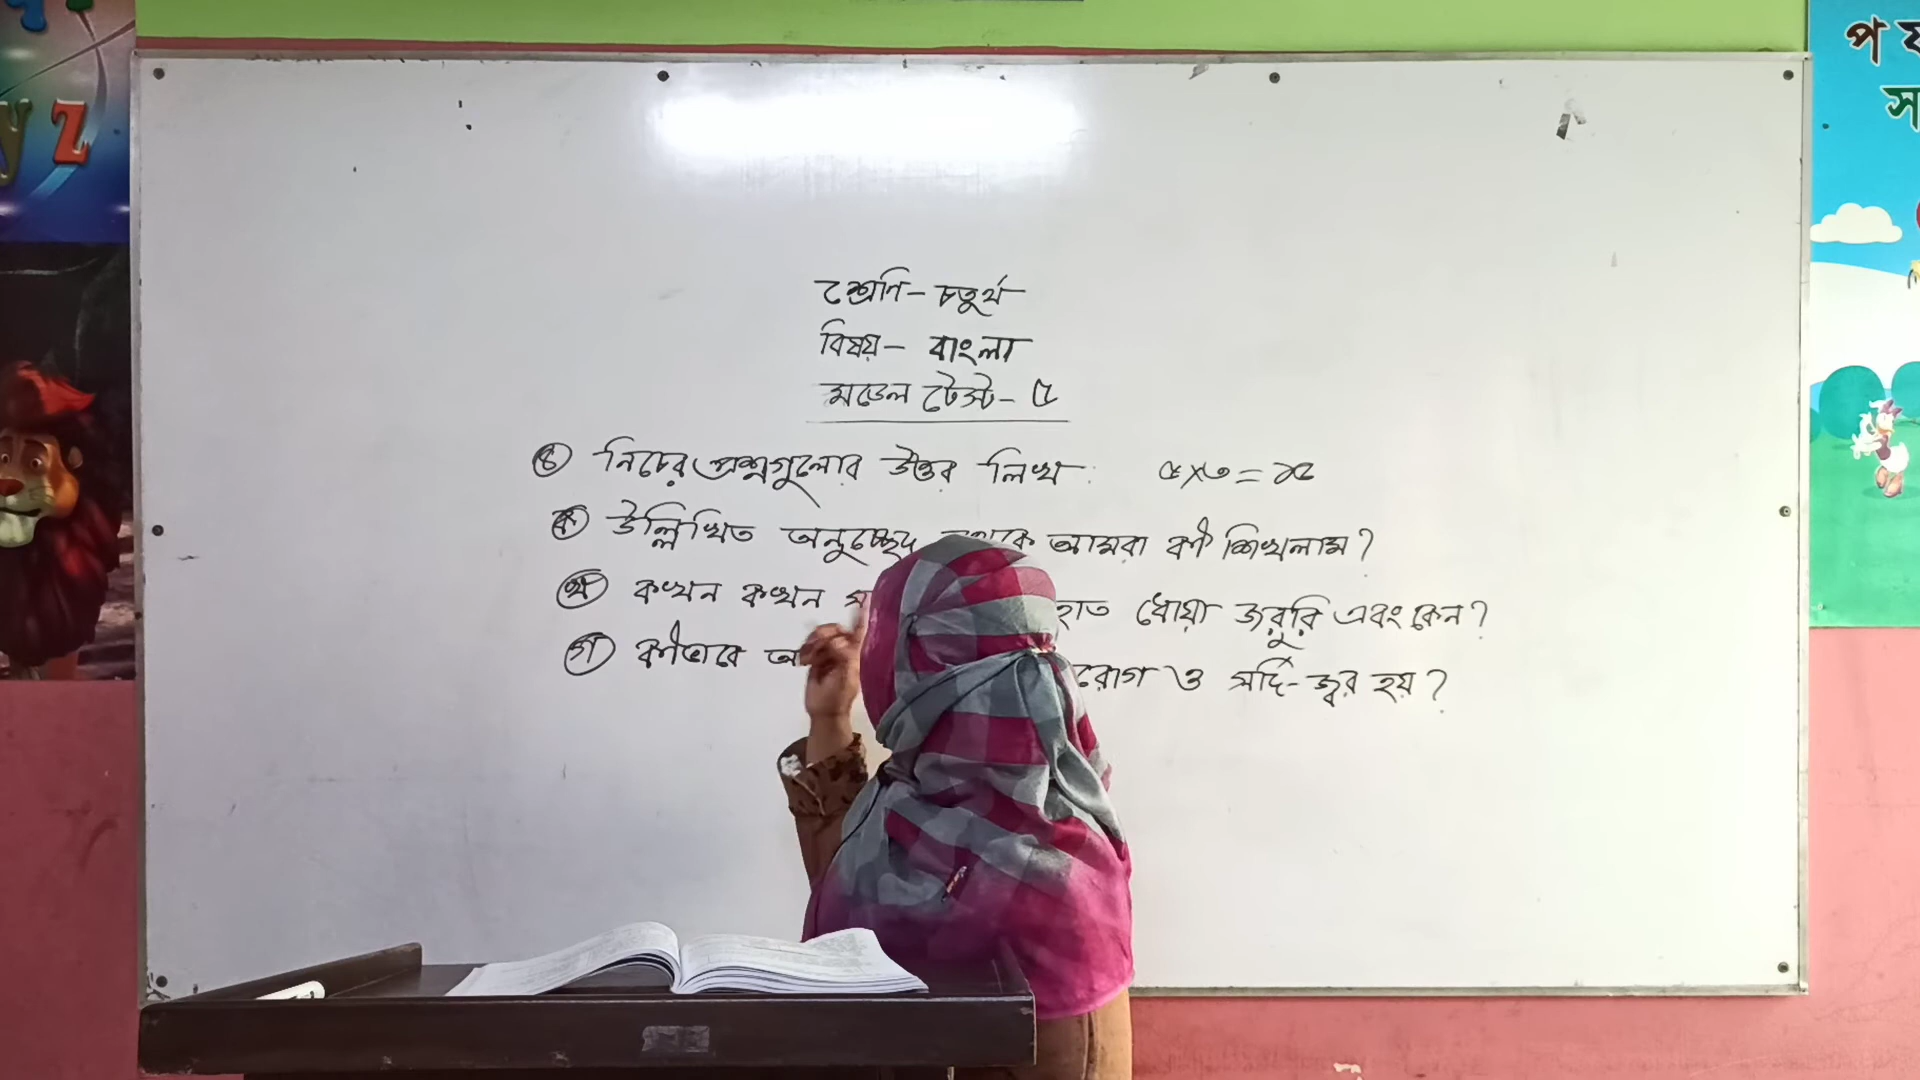 y z
প য
স
শ্রেণি - চতুর্থ
বিষয় - বাংলা
মডেল টেস্ট - ৫
৬ নিচের প্রশ্নগুলোর উত্তর লিখ: ৫×৩=১৫
ক উল্লিখিত অনুচ্ছেদ থেকে আমরা কী শিখলাম?
খ কখন কখন হাত ধোয়া জরুরি এবং কেন?
গ কীভাবে রোগ ও সর্দি-জ্বর হয়?